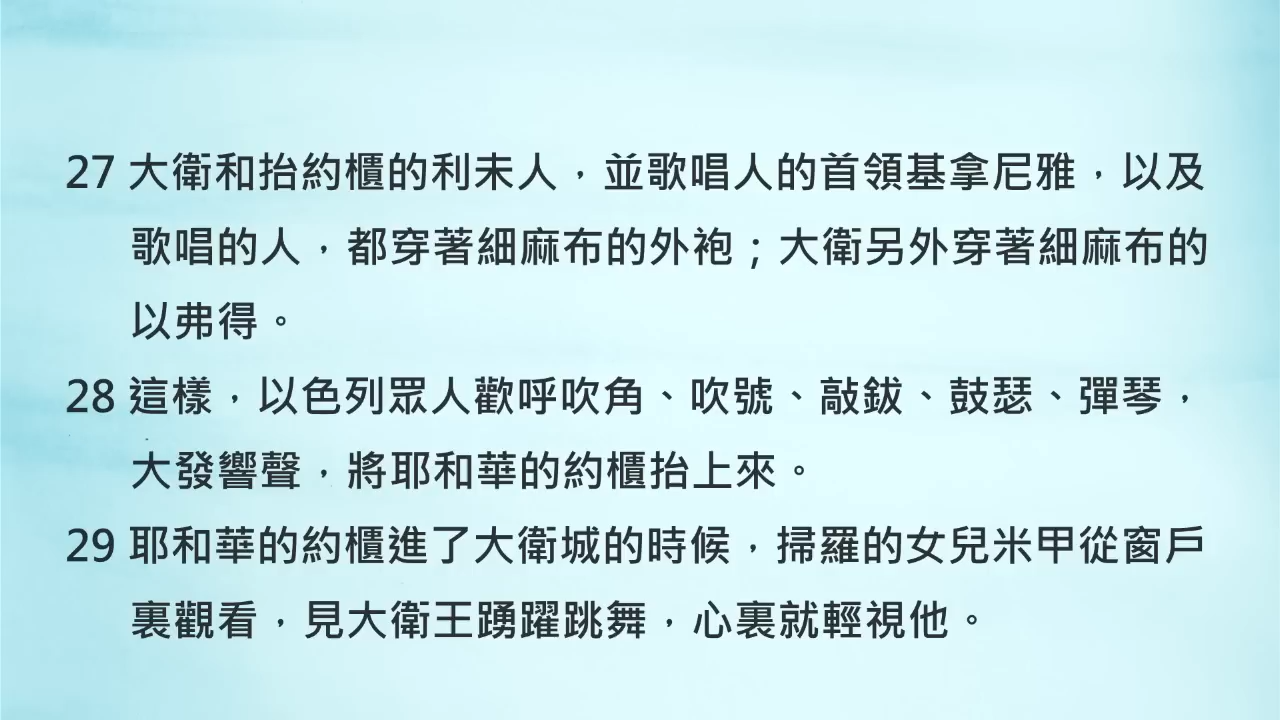 27 大衛和抬約櫃的利未人，並歌唱人的首領基拿尼雅，以及
歌唱的人，都穿著細麻布的外袍；大衛另外穿著細麻布的
以弗得。
28 這樣，以色列眾人歡呼吹角、吹號、敲鈸、鼓瑟、彈琴，
大發響聲，將耶和華的約櫃抬上來。
29 耶和華的約櫃進了大衛城的時候，掃羅的女兒米甲從窗戶
裏觀看，見大衛王踴躍跳舞，心裏就輕視他。